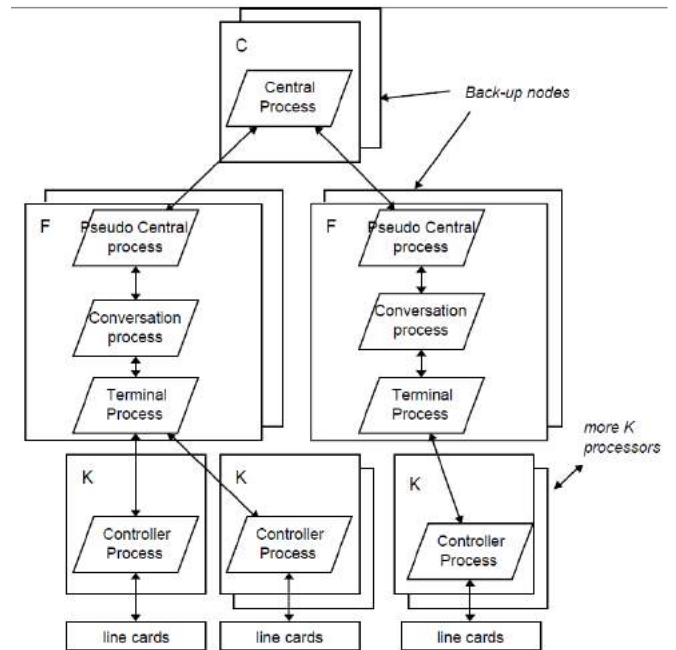 C
Central
Process
Back-up nodes
F
Pseudo Central
process
Conversation
process
Terminal
Process
F
Pseudo Central
process
Conversation
process
Terminal
Process
more K
processors
K
Controller
Process
line cards
K
Controller
Process
line cards
K
Controller
Process
line cards